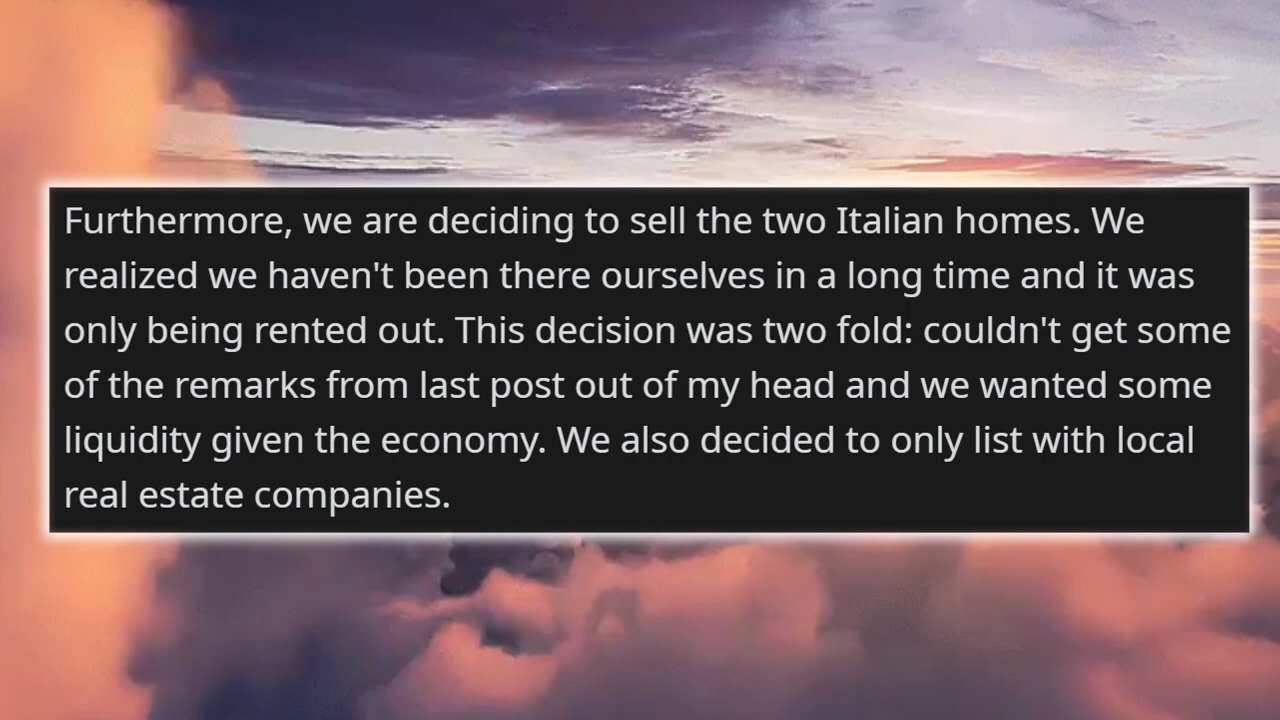 Furthermore, we are deciding to sell the two Italian homes. We
realized we haven't been there ourselves in a long time and it was
only being rented out. This decision was two fold: couldn't get some
of the remarks from last post out of my head and we wanted some
liquidity given the economy. We also decided to only list with local
real estate companies.